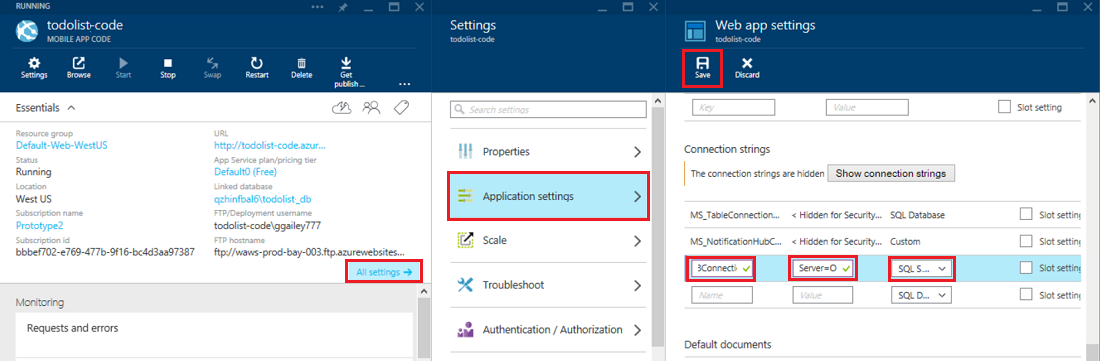 RUNNING
todolist-code
MOBILE APP CODE
Settings
Browse
Start
Stop
Swap
Restart
Delete
Get publish ...
Essentials
Resource group
Default-Web-WestUS
Status
Running
Location
West US
Subscription name
Prototype2
Subscription id
bbbef702-e769-477b-9f16-bc4d3aa97387
URL
http://todolist-code.azur...
App Service plan/pricing tier
Default0 (Free)
Linked database
qzhinfbal6\todolist_db
FTP/Deployment username
todolist-code\ggailey777
FTP hostname
ftp://waws-prod-bay-003.ftp.azurewebsites...
All settings →
Monitoring
Requests and errors
Settings
todolist-code
Search settings
Properties
Application settings
Scale
Troubleshoot
Authentication / Authorization
Web app settings
todolist-code
Save
Discard
Key Value Slot setting
Connection strings
The connection strings are hidden Show connection strings
MS_TableConnection... < Hidden for Security... SQL Database Slot setting
MS_NotificationHubC... < Hidden for Security... Custom Slot setting
BConnecti Server=O SQL S... Slot setting
Name Value SQL D... Slot setting
Default documents